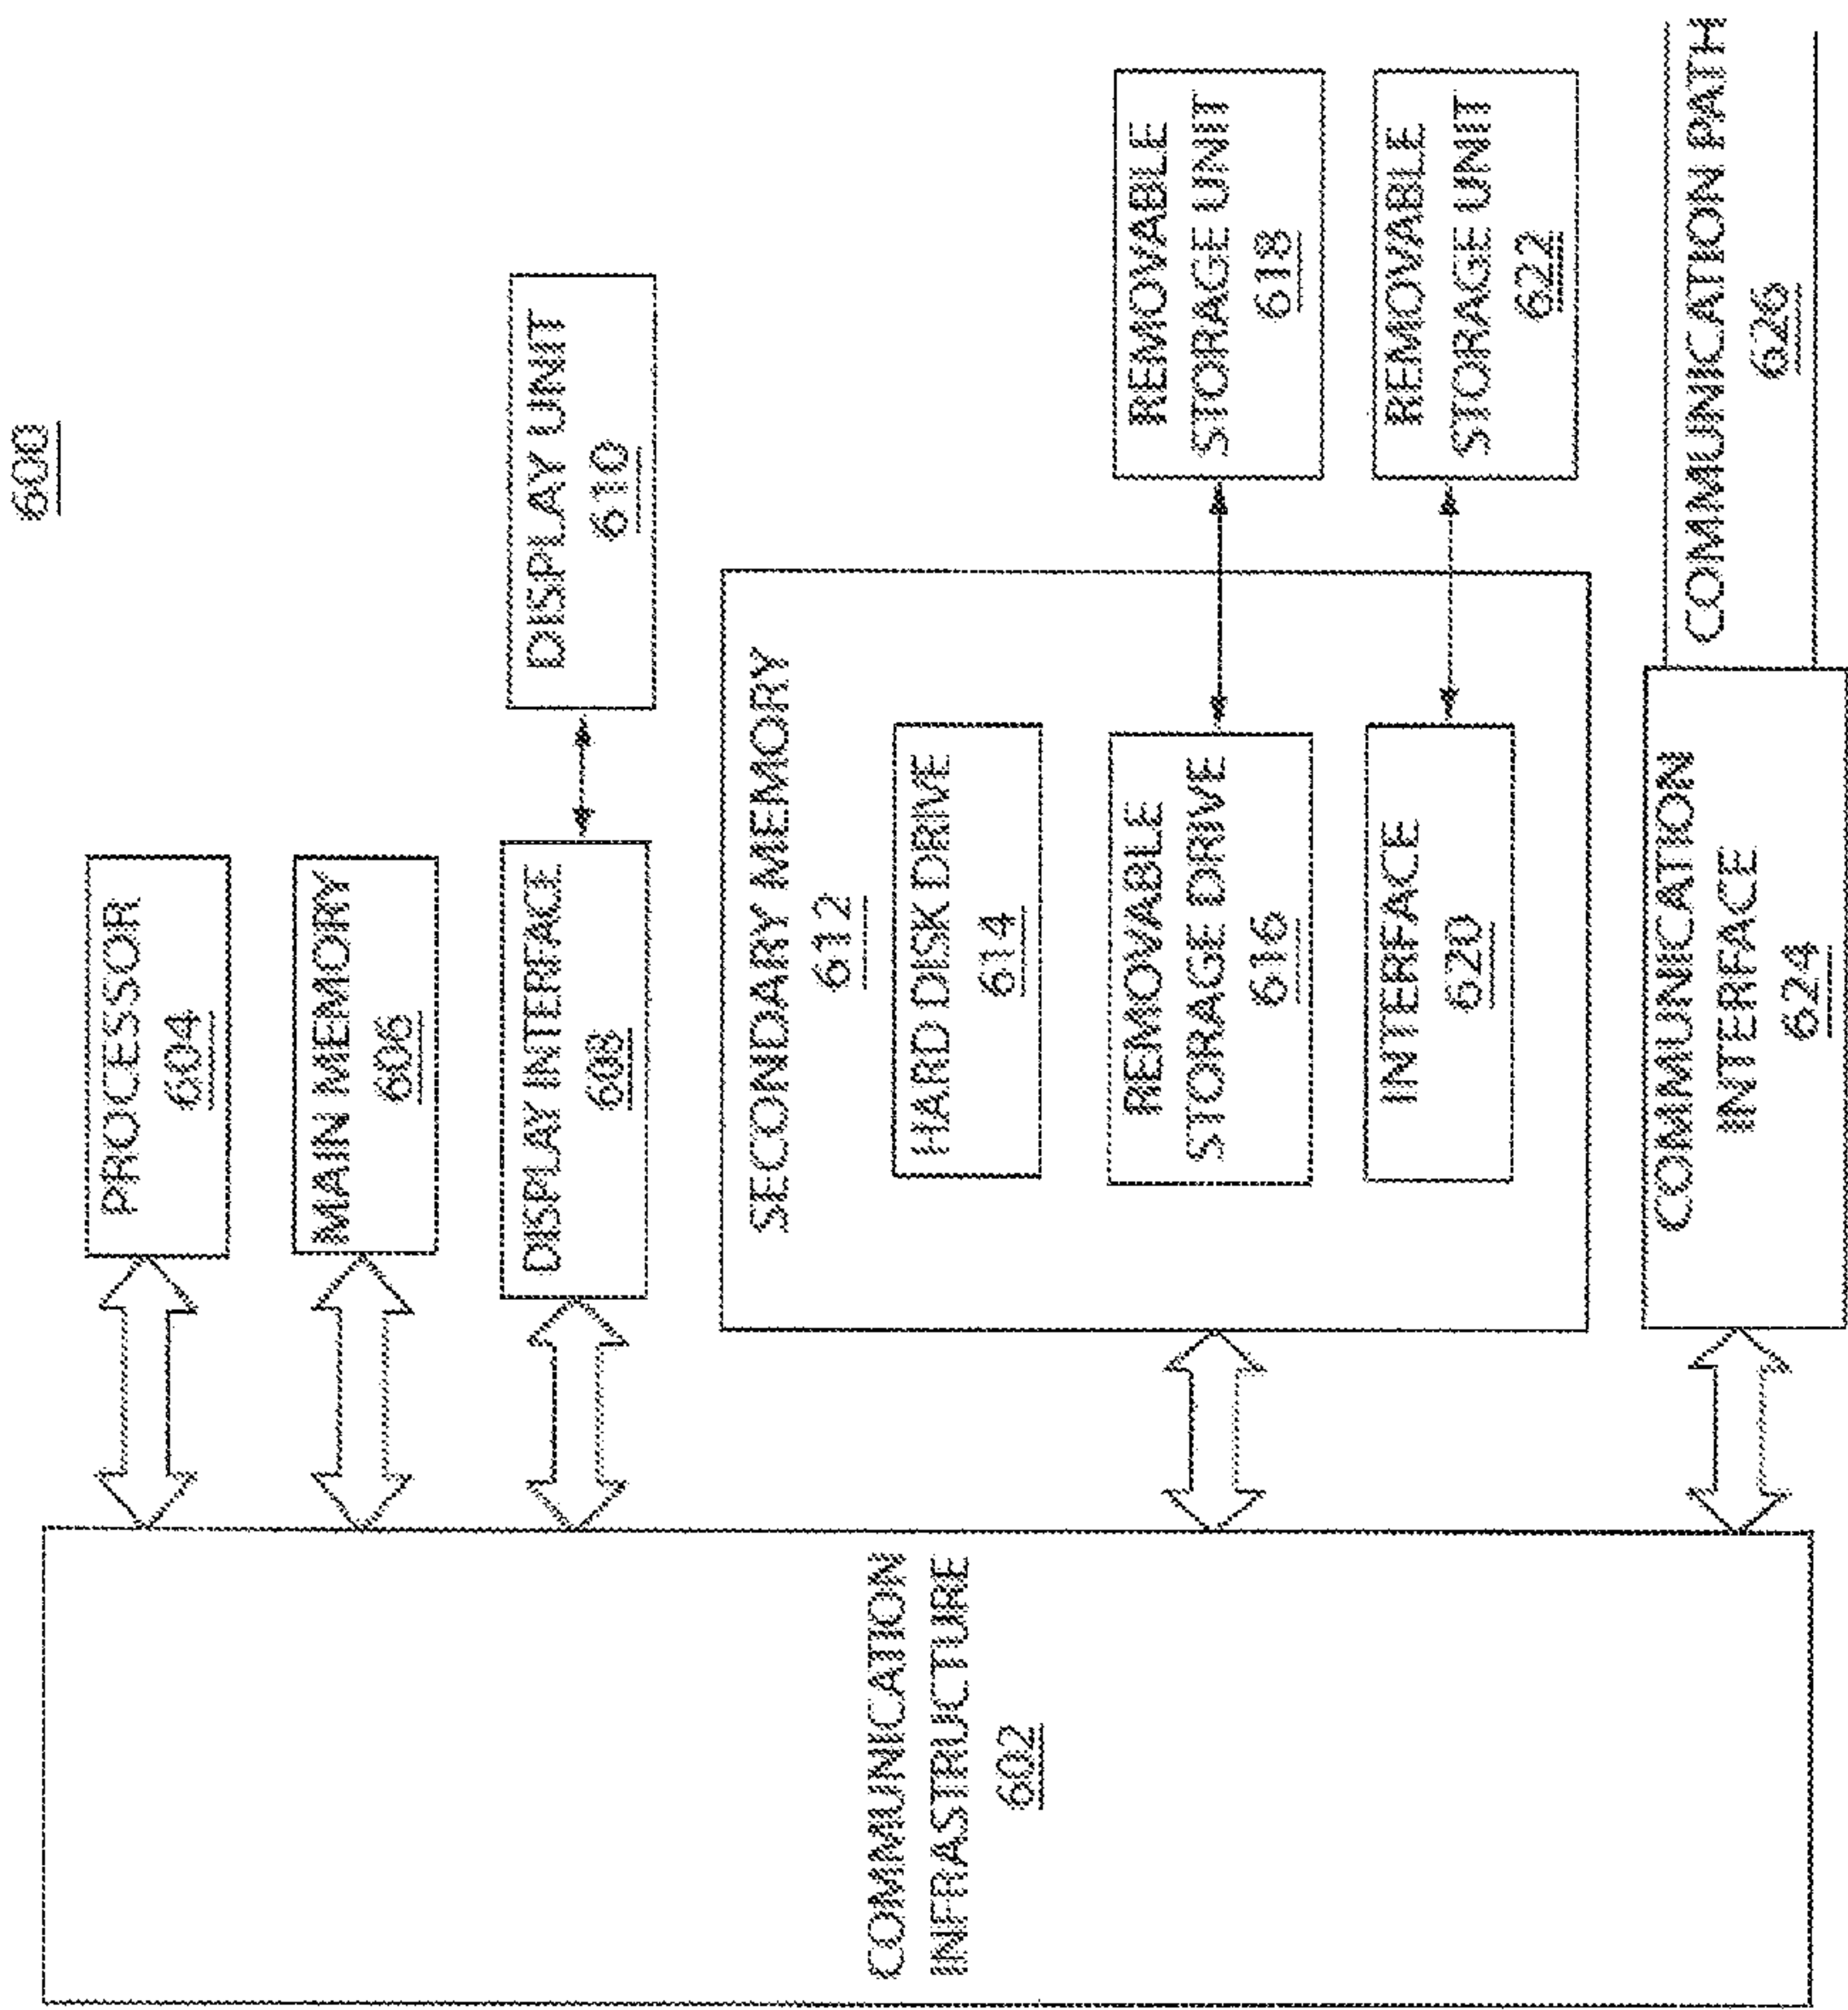 600
COMMUNICATION
INFRASTRUCTURE
602
PROCESSOR
604
MAIN MEMORY
606
DISPLAY INTERFACE
608
DISPLAY UNIT
610
SECONDARY MEMORY
612
HARD DISK DRIVE
614
REMOVABLE
STORAGE DRIVE
616
REMOVABLE
STORAGE UNIT
618
INTERFACE
620
REMOVABLE
STORAGE UNIT
622
COMMUNICATION
INTERFACE
624
COMMUNICATION PATH
626